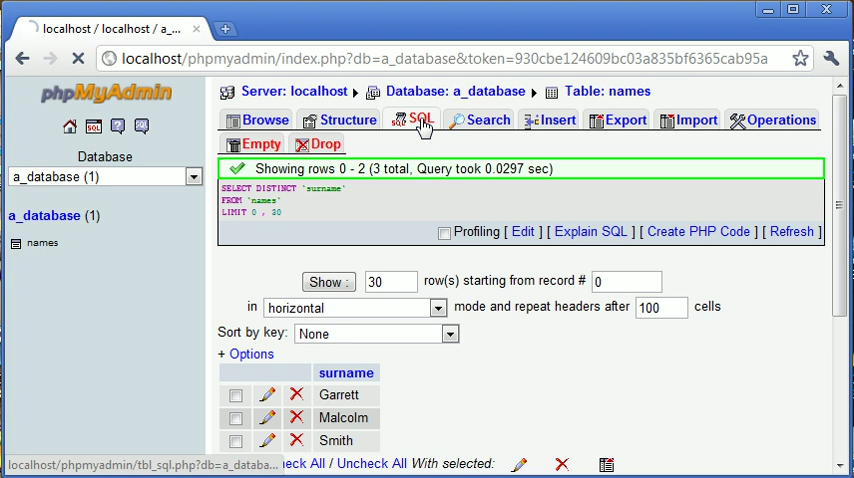 localhost / localhost / a_...
localhost/phpmyadmin/index.php?db=a_database&token=930cbe124609bc03a835bf6365cab95a
phpMyAdmin
Database
a_database (1)
a_database (1)
names
Server: localhost Database: a_database Table: names
Browse Structure SQL Search Insert Export Import Operations
Empty Drop
Showing rows 0 - 2 (3 total, Query took 0.0297 sec)
SELECT DISTINCT `surname`
FROM `names`
LIMIT 0 , 30
Profiling [ Edit ] [ Explain SQL ] [ Create PHP Code ] [ Refresh ]
Show : 30 row(s) starting from record # 0
in horizontal mode and repeat headers after 100 cells
Sort by key: None
+ Options
surname
Garrett
Malcolm
Smith
localhost/phpmyadmin/tbl_sql.php?db=a_databa...
heck All / Uncheck All With selected: